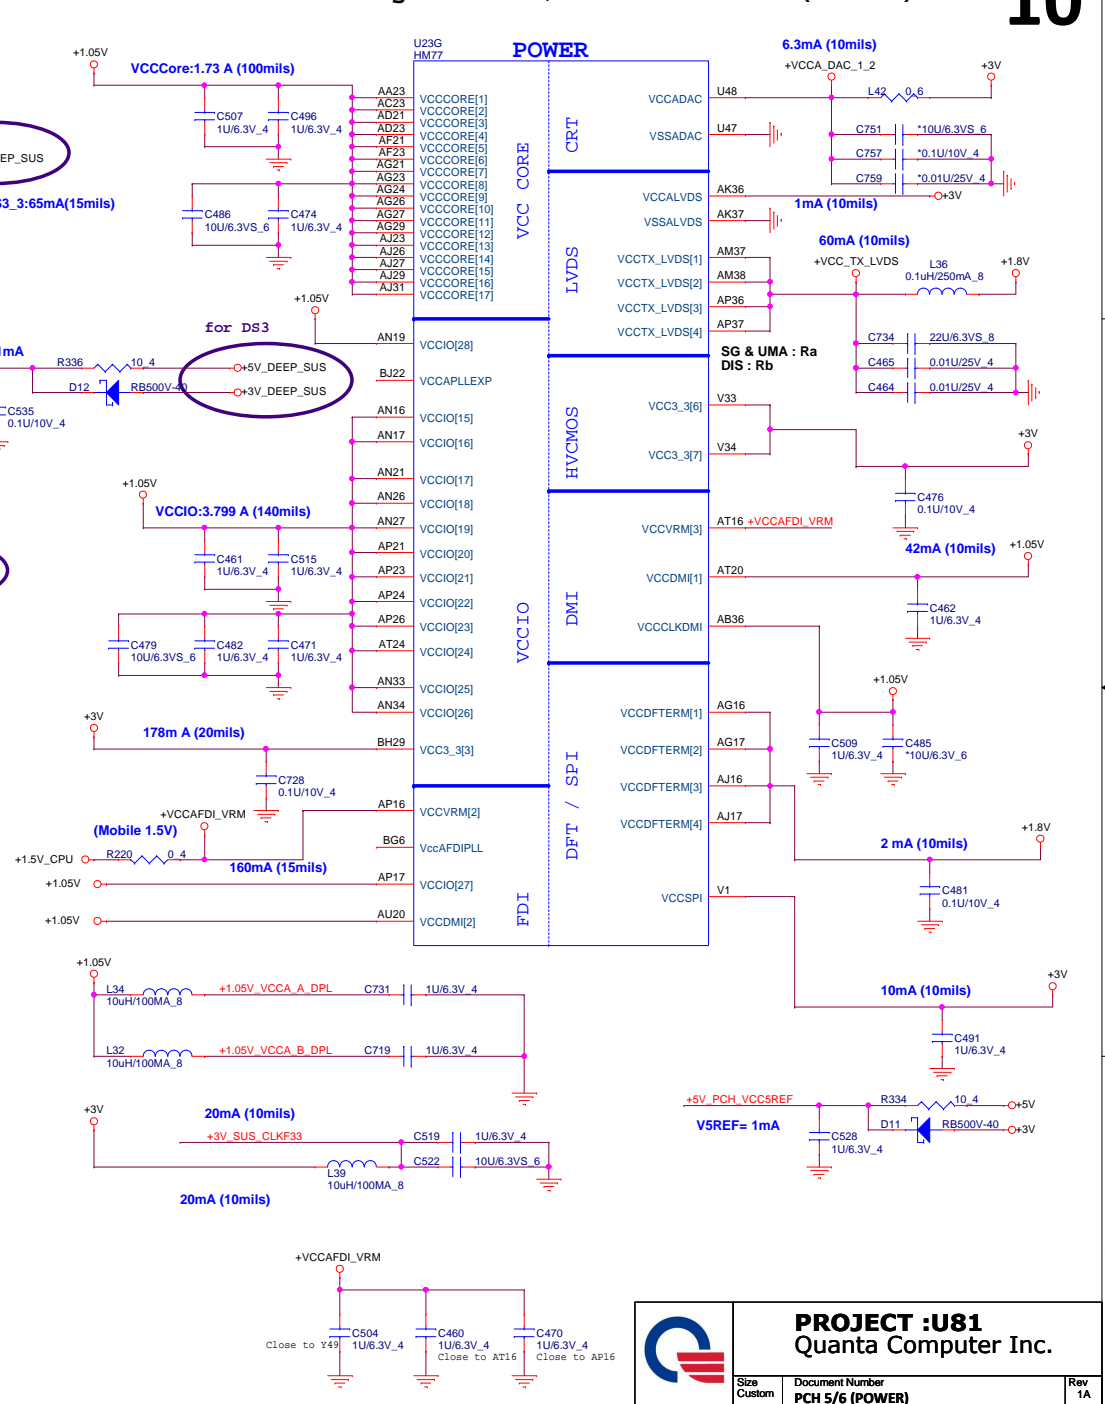 10
+1.05V
VCCCore:1.73 A (100mils)
U23G
HM77
POWER
6.3mA (10mils)
+VCCA_DAC_1_2
+3V
L42
0_6
C507
1U/6.3V_4
C496
1U/6.3V_4
EEP_SUS
S3_3:65mA(15mils)
C486
10U/6.3VS_6
C474
1U/6.3V_4
AA23
VCCCORE[1]
AC23
VCCCORE[2]
AD21
VCCCORE[3]
AD23
VCCCORE[4]
AF21
VCCCORE[5]
AF23
VCCCORE[6]
AG21
VCCCORE[7]
AG23
VCCCORE[8]
AG24
VCCCORE[9]
AG26
VCCCORE[10]
AG27
VCCCORE[11]
AG29
VCCCORE[12]
AJ23
VCCCORE[13]
AJ26
VCCCORE[14]
AJ27
VCCCORE[15]
AJ29
VCCCORE[16]
AJ31
VCCCORE[17]
VCC CORE
CRT
LVDS
VCCADAC
U48
VSSADAC
U47
C751
*10U/6.3VS_6
C757
*0.1U/10V_4
C759
*0.01U/25V_4
VCCALVDS
AK36
+3V
1mA (10mils)
VSSALVDS
AK37
60mA (10mils)
+VCC_TX_LVDS
L36
0.1uH/250mA_8
+1.8V
VCCTX_LVDS[1]
AM37
VCCTX_LVDS[2]
AM38
VCCTX_LVDS[3]
AP36
VCCTX_LVDS[4]
AP37
C734
22U/6.3VS_8
C465
0.01U/25V_4
C464
0.01U/25V_4
SG & UMA : Ra
DIS : Rb
+1.05V
for DS3
1mA
R336
10_4
+5V_DEEP_SUS
D12
RB500V-40
+3V_DEEP_SUS
C535
0.1U/10V_4
AN19
VCCIO[28]
BJ22
VCCAPLLEXP
AN16
VCCIO[15]
AN17
VCCIO[16]
AN21
VCCIO[17]
AN26
VCCIO[18]
AN27
VCCIO[19]
AP21
VCCIO[20]
AP23
VCCIO[21]
AP24
VCCIO[22]
AP26
VCCIO[23]
AT24
VCCIO[24]
AN33
VCCIO[25]
AN34
VCCIO[26]
BH29
VCC3_3[3]
VCCIO
HVCMOS
DMI
VCC3_3[6]
V33
VCC3_3[7]
V34
+3V
C476
0.1U/10V_4
VCCVRM[3]
AT16
+VCCAFDI_VRM
42mA (10mils)
+1.05V
VCCDMI[1]
AT20
C462
1U/6.3V_4
VCCCLKDMI
AB36
+1.05V
C509
1U/6.3V_4
C485
*10U/6.3V_6
+1.05V
VCCIO:3.799 A (140mils)
C461
1U/6.3V_4
C515
1U/6.3V_4
C479
10U/6.3VS_6
C482
1U/6.3V_4
C471
1U/6.3V_4
+3V
178m A (20mils)
C728
0.1U/10V_4
+VCCAFDI_VRM
(Mobile 1.5V)
+1.5V_CPU
R220
0_4
160mA (15mils)
+1.05V
+1.05V
AP16
VCCVRM[2]
BG6
VccAFDIPLL
AP17
VCCIO[27]
AU20
VCCDMI[2]
FDI
DFT / SPI
VCCDFTERM[1]
AG16
VCCDFTERM[2]
AG17
VCCDFTERM[3]
AJ16
VCCDFTERM[4]
AJ17
2 mA (10mils)
+1.8V
C481
0.1U/10V_4
VCCSPI
V1
10mA (10mils)
+3V
C491
1U/6.3V_4
+1.05V
L34
10uH/100MA_8
+1.05V_VCCA_A_DPL
C731
1U/6.3V_4
L32
10uH/100MA_8
+1.05V_VCCA_B_DPL
C719
1U/6.3V_4
+3V
20mA (10mils)
+3V_SUS_CLKF33
C519
1U/6.3V_4
C522
10U/6.3VS_6
L39
10uH/100MA_8
20mA (10mils)
+5V_PCH_VCC5REF
V5REF= 1mA
R334
10_4
+5V
D11
RB500V-40
+3V
C528
1U/6.3V_4
+VCCAFDI_VRM
C504
1U/6.3V_4
Close to Y49
C460
1U/6.3V_4
Close to AT16
C470
1U/6.3V_4
Close to AP16
PROJECT :U81
Quanta Computer Inc.
Size
Custom
Document Number
PCH 5/6 (POWER)
Rev
1A